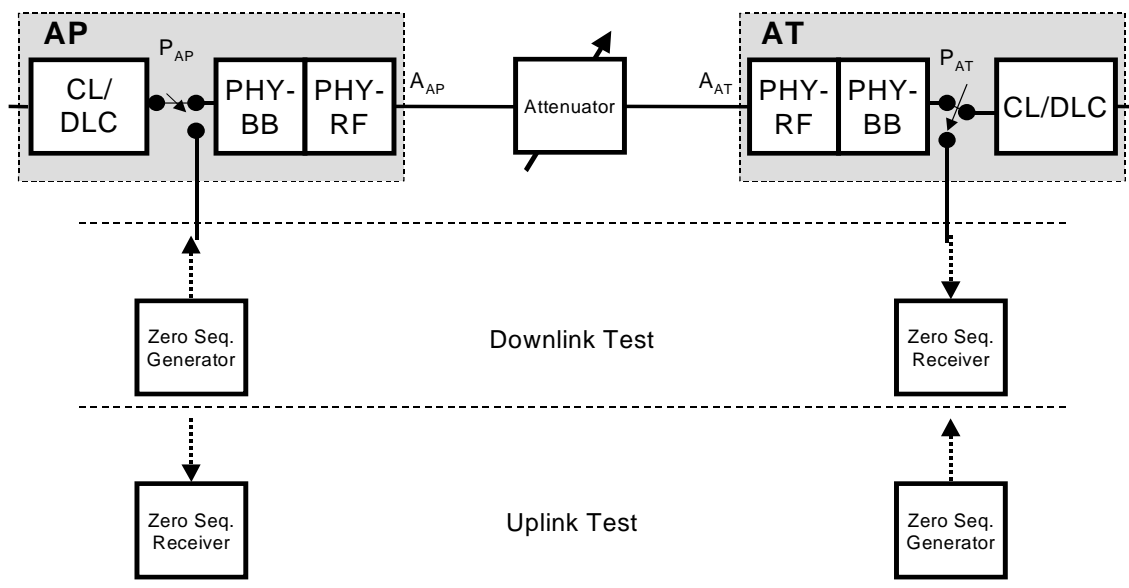 AP
P_AP
CL/
DLC
PHY-
BB
PHY-
RF
A_AP
Attenuator
A_AT
AT
P_AT
PHY-
RF
PHY-
BB
CL/DLC
Zero Seq.
Generator
Downlink Test
Zero Seq.
Receiver
Zero Seq.
Receiver
Uplink Test
Zero Seq.
Generator